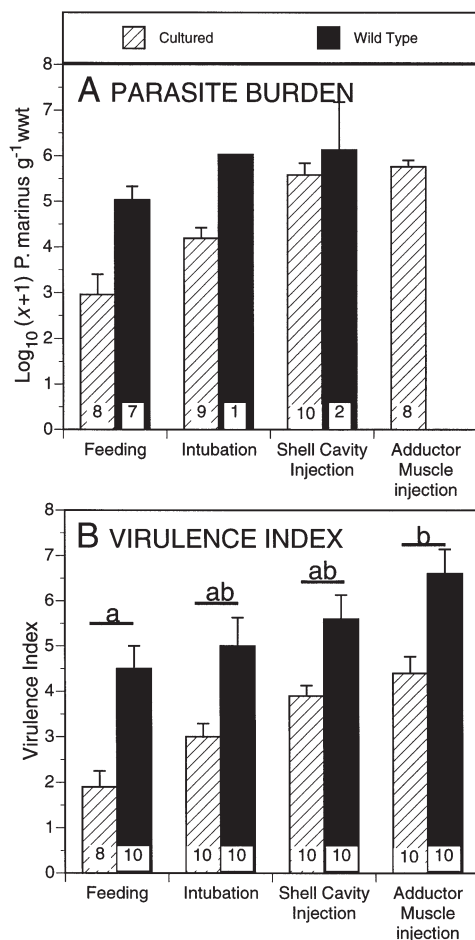 Cultured Wild Type
A PARASITE BURDEN
Log10 (x+1) P. marinus g-1wwt
8
7
6
5
4
3
2
1
0
8 7 9 1 10 2 8
Feeding Intubation Shell Cavity Adductor
Injection Muscle
injection
B VIRULENCE INDEX
Virulence Index
8
7
6
5
4
3
2
1
0
a ab ab b
8 10 10 10 10 10 10 10
Feeding Intubation Shell Cavity Adductor
Injection Muscle
injection